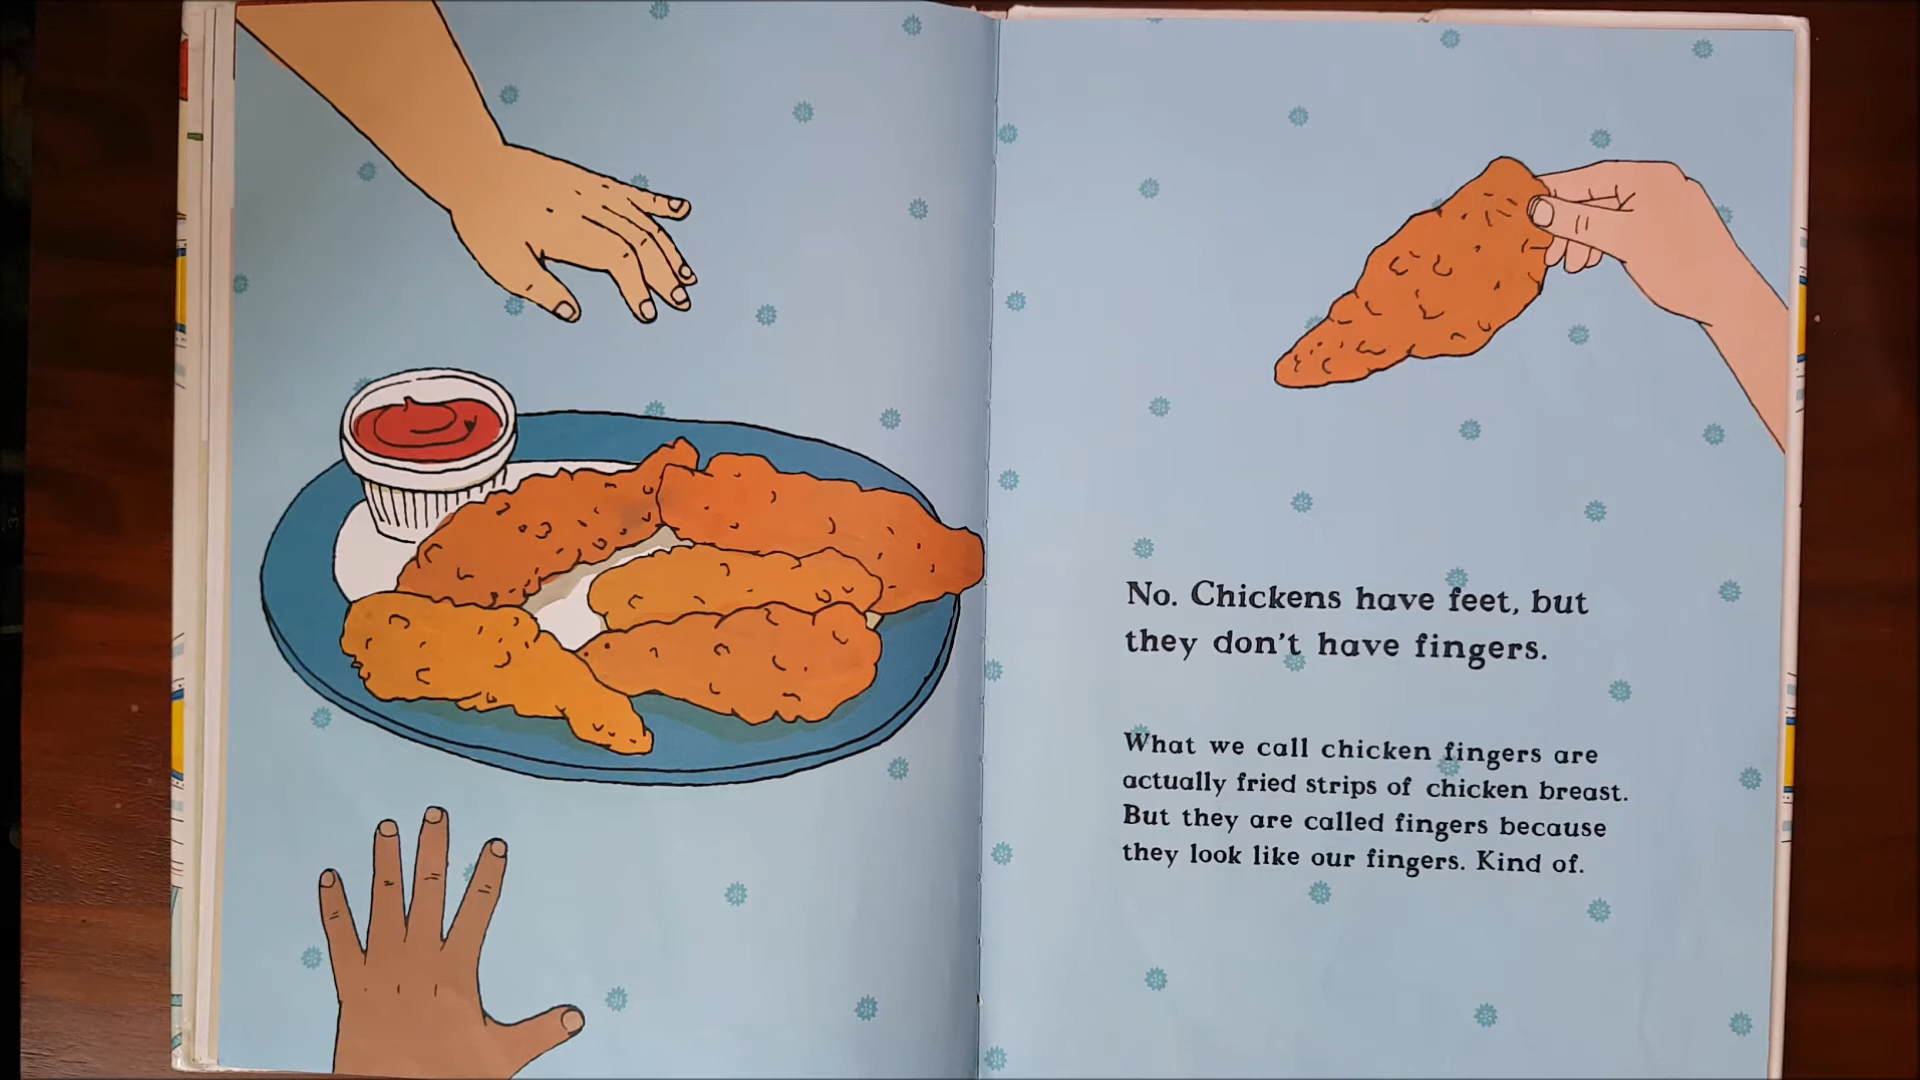 No. Chickens have feet, but
they don't have fingers.
What we call chicken fingers are
actually fried strips of chicken breast.
But they are called fingers because
they look like our fingers. Kind of.